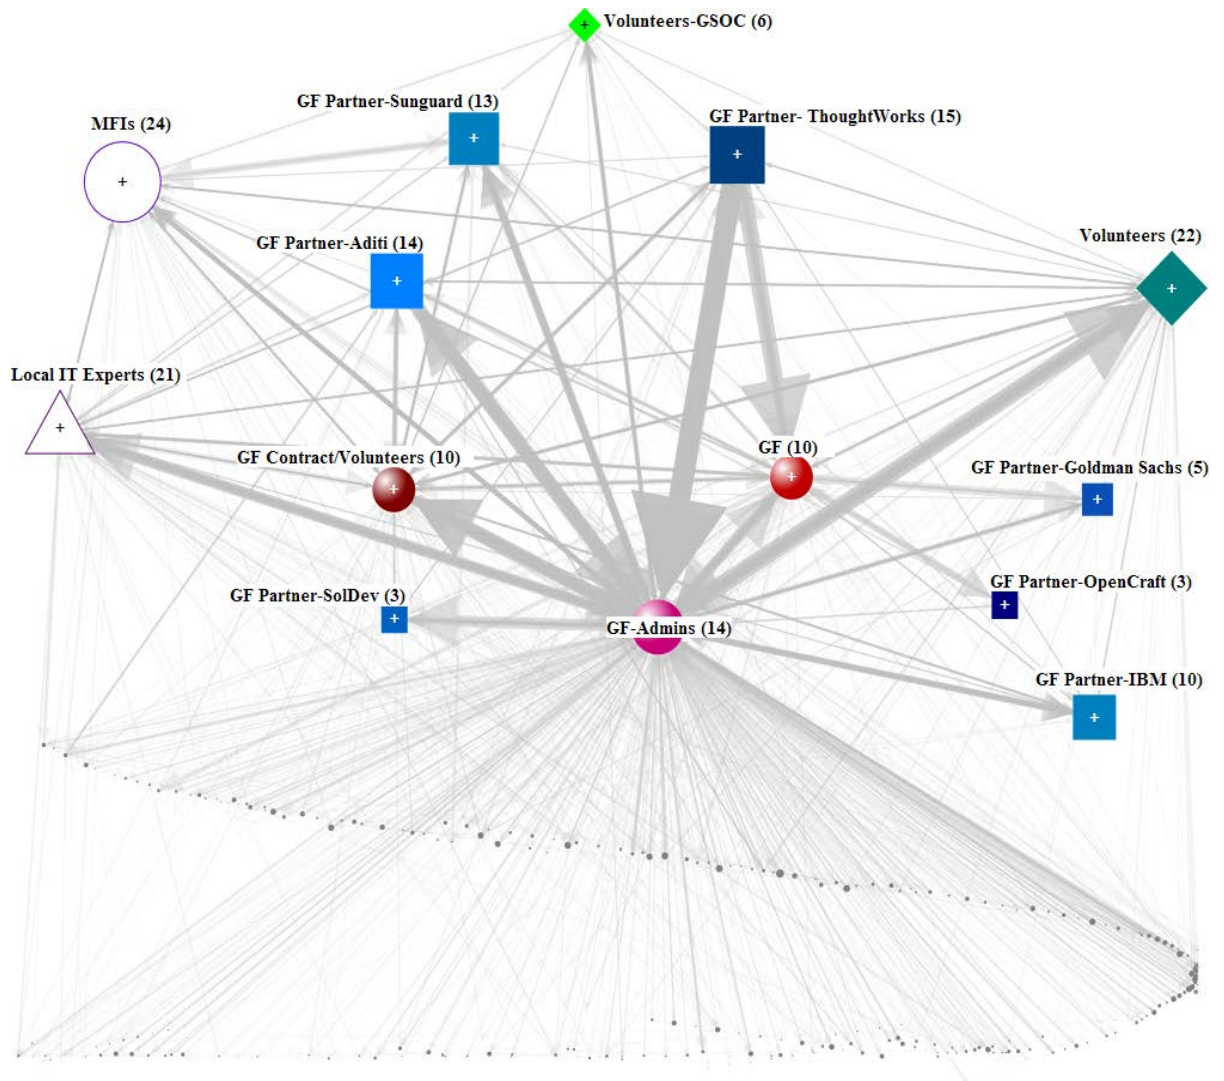 Volunteers-GSOC (6)
GF Partner-Sunguard (13)
GF Partner- ThoughtWorks (15)
MFIs (24)
Volunteers (22)
GF Partner-Aditi (14)
Local IT Experts (21)
GF Contract/Volunteers (10)
GF (10)
GF Partner-Goldman Sachs (5)
GF Partner-SolDev (3)
GF Partner-OpenCraft (3)
GF-Admins (14)
GF Partner-IBM (10)